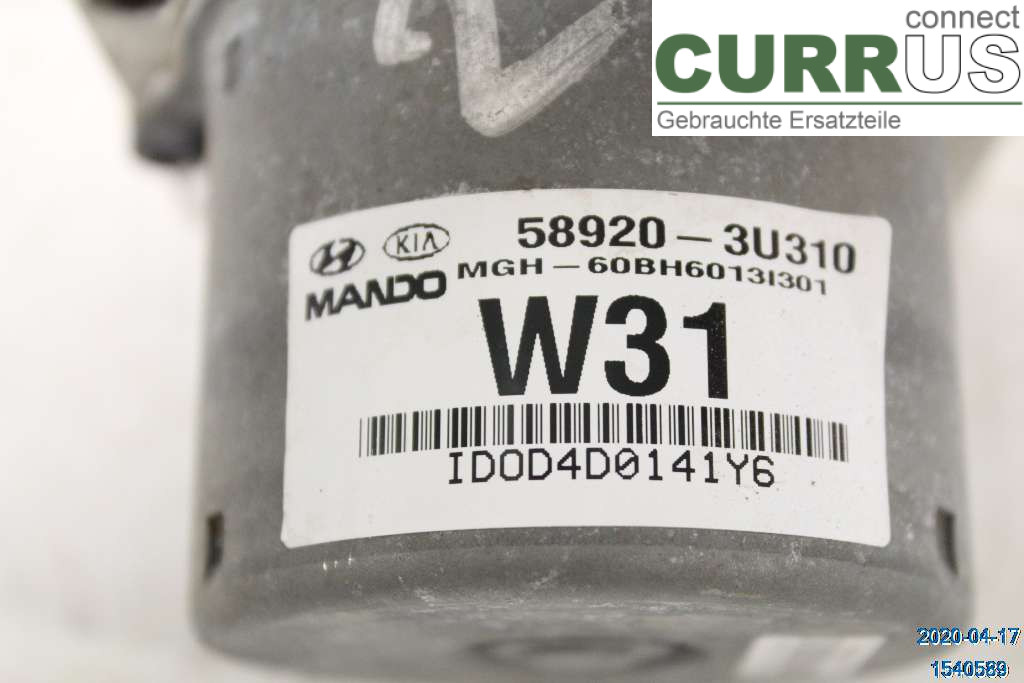 connect
CURRUS
Gebrauchte Ersatzteile
KIA
58920-3U310
MANDO
MGH-60BH6013I301
W31
IDOD4D0141Y6
2020-04-17
1540589